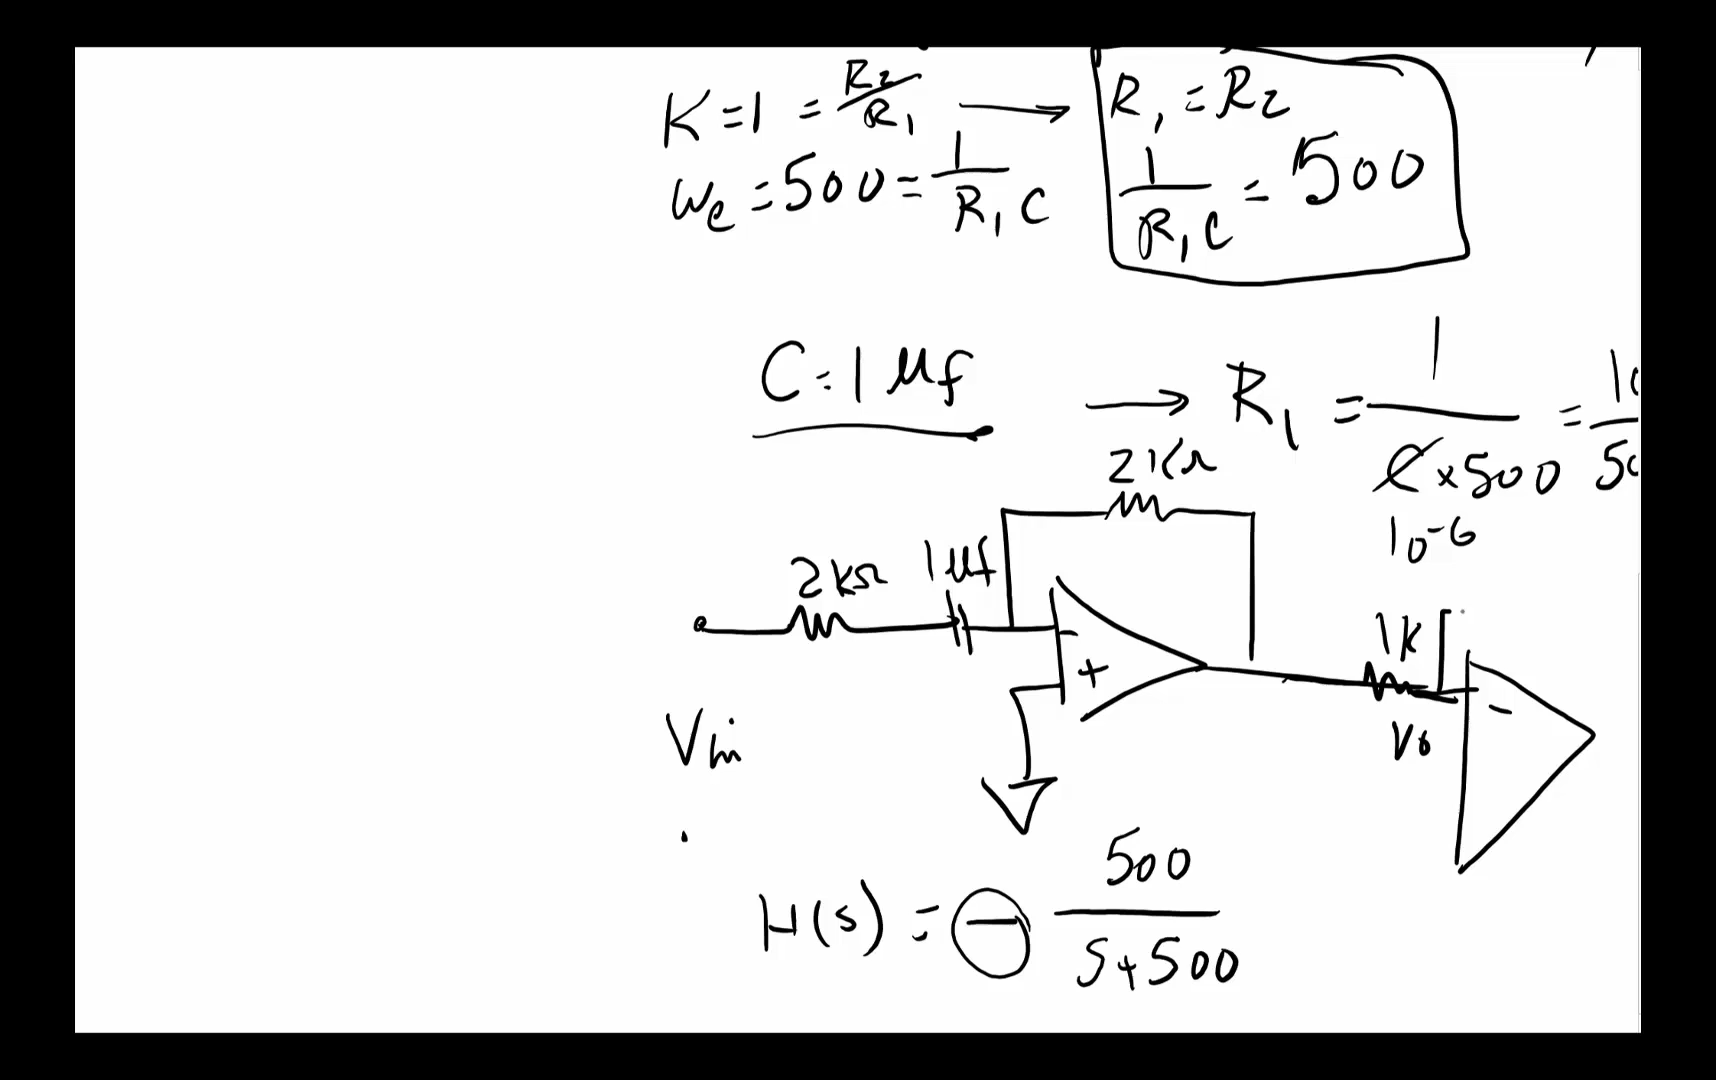 K = 1 = R2/R1 → R1 = R2
ωc = 500 = 1/R1C
1/R1C = 500
C = 1 μf → R1 = 1/C×500 =
10-6
2KΩ
2kΩ
1μf
-
+
1K
-
Vo
Vin
H(s) = - 500/S+500